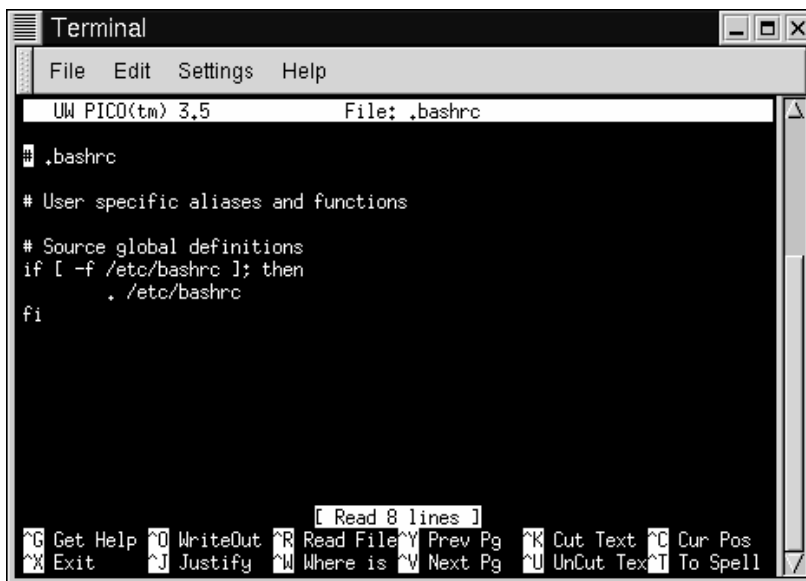 Terminal
File Edit Settings Help
UW PICO(tm) 3.5 File: .bashrc
# .bashrc
# User specific aliases and functions
# Source global definitions
if [ -f /etc/bashrc ]; then
. /etc/bashrc
fi
[ Read 8 lines ]
^G Get Help ^O WriteOut ^R Read File ^Y Prev Pg ^K Cut Text ^C Cur Pos
^X Exit ^J Justify ^W Where is ^V Next Pg ^U UnCut Tex ^T To Spell